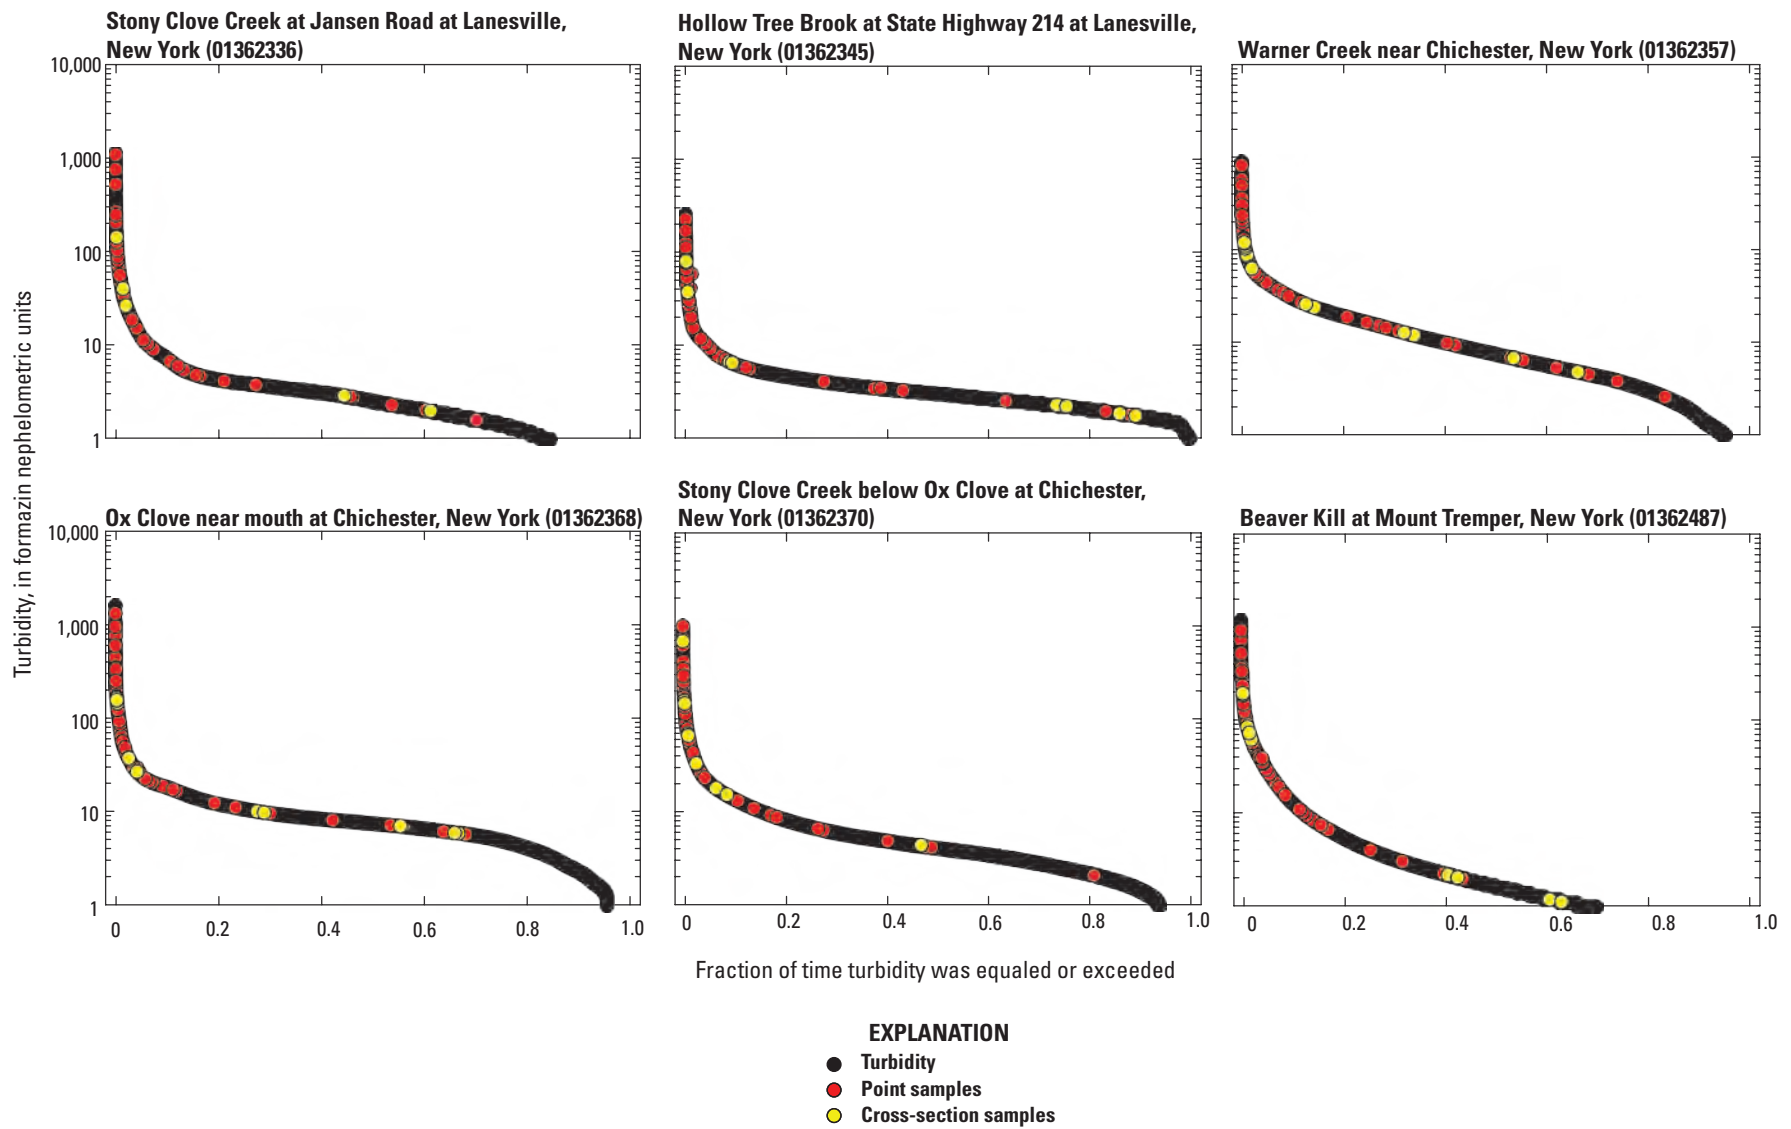 Stony Clove Creek at Jansen Road at Lanesville,
New York (01362336)
Hollow Tree Brook at State Highway 214 at Lanesville,
New York (01362345)
Warner Creek near Chichester, New York (01362357)
10,000
1,000
100
10
1
Ox Clove near mouth at Chichester, New York (01362368)
Stony Clove Creek below Ox Clove at Chichester,
New York (01362370)
Beaver Kill at Mount Tremper, New York (01362487)
10,000
1,000
100
10
1
0 0.2 0.4 0.6 0.8 1.0
0 0.2 0.4 0.6 0.8 1.0
0 0.2 0.4 0.6 0.8 1.0
Turbidity, in formazin nephelometric units
Fraction of time turbidity was equaled or exceeded
EXPLANATION
Turbidity
Point samples
Cross-section samples